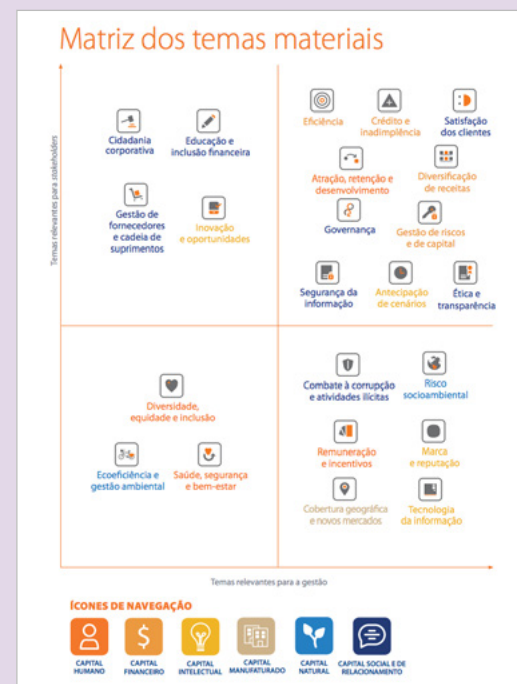 Matriz dos temas materiais
Temas relevantes para stakeholders
Cidadania
corporativa
Educação e
inclusão financeira
Gestão de
fornecedores
e cadeia de
suprimentos
Inovação
e oportunidades
Eficiência
Crédito e
inadimplência
Satisfação
dos clientes
Atração, retenção e
desenvolvimento
Diversificação
de receitas
Governança
Gestão de riscos
e de capital
Segurança da
informação
Antecipação
de cenários
Ética e
transparência
Diversidade,
equidade e inclusão
Ecoeficiência e
gestão ambiental
Saúde, segurança
e bem-estar
Combate à corrupção
e atividades ilícitas
Risco
socioambiental
Remuneração
e incentivos
Marca
e reputação
Cobertura geográfica
e novos mercados
Tecnologia
da informação
Temas relevantes para a gestão
ÍCONES DE NAVEGAÇÃO
CAPITAL
HUMANO
CAPITAL
FINANCEIRO
CAPITAL
INTELECTUAL
CAPITAL
MANUFATURADO
CAPITAL
NATURAL
CAPITAL SOCIAL E DE
RELACIONAMENTO